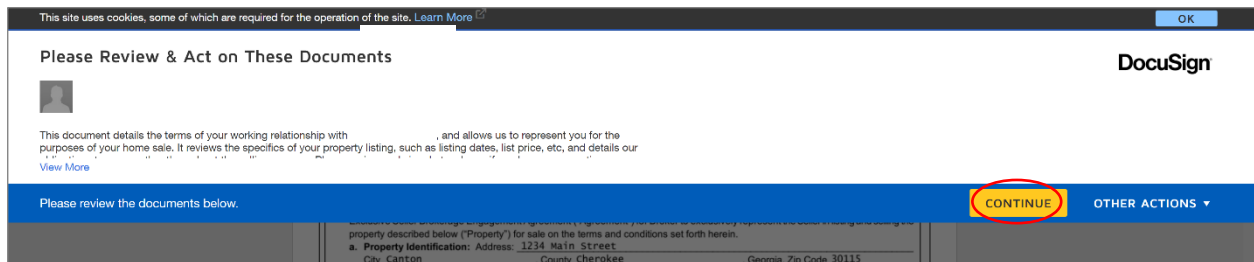 This site uses cookies, some of which are required for the operation of the site. Learn More
OK
Please Review & Act on These Documents
DocuSign
This document details the terms of your working relationship with , and allows us to represent you for the
purposes of your home sale. It reviews the specifics of your property listing, such as listing dates, list price, etc, and details our
View More
Please review the documents below.
CONTINUE
OTHER ACTIONS
property described below ("Property") for sale on the terms and conditions set forth herein.
a. Property Identification: Address: 1234 Main Street
City Canton County Cherokee Georgia, Zip Code 30115